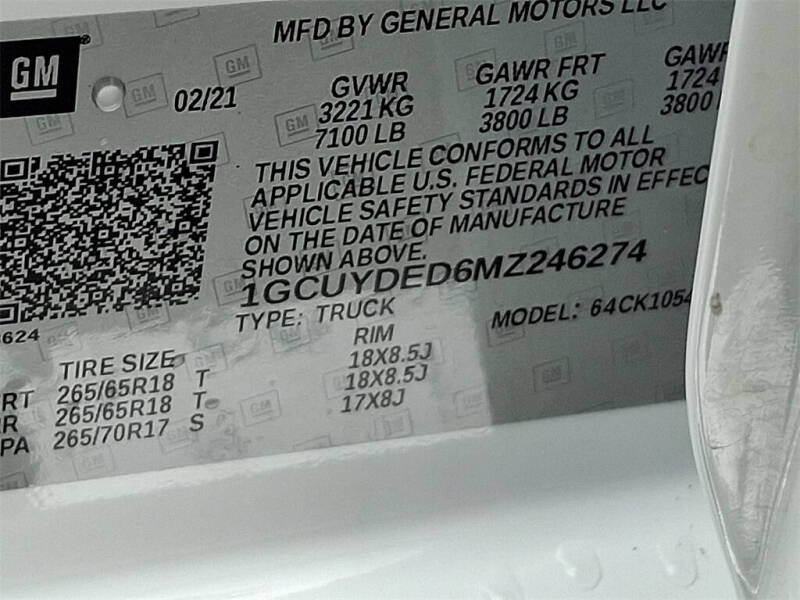 GM
MFD BY GENERAL MOTORS LLC
02/21
GVWR GAWR FRT GAWR
3221 KG 1724 KG 1724
7100 LB 3800 LB 3800
THIS VEHICLE CONFORMS TO ALL
APPLICABLE U.S. FEDERAL MOTOR
VEHICLE SAFETY STANDARDS IN EFFEC
ON THE DATE OF MANUFACTURE
SHOWN ABOVE.
1GCUYDED6MZ246274
TYPE: TRUCK MODEL: 64CK1054
3624
TIRE SIZE RIM
RT 265/65R18 T 18X8.5J
R 265/65R18 T 18X8.5J
PA 265/70R17 S 17X8J